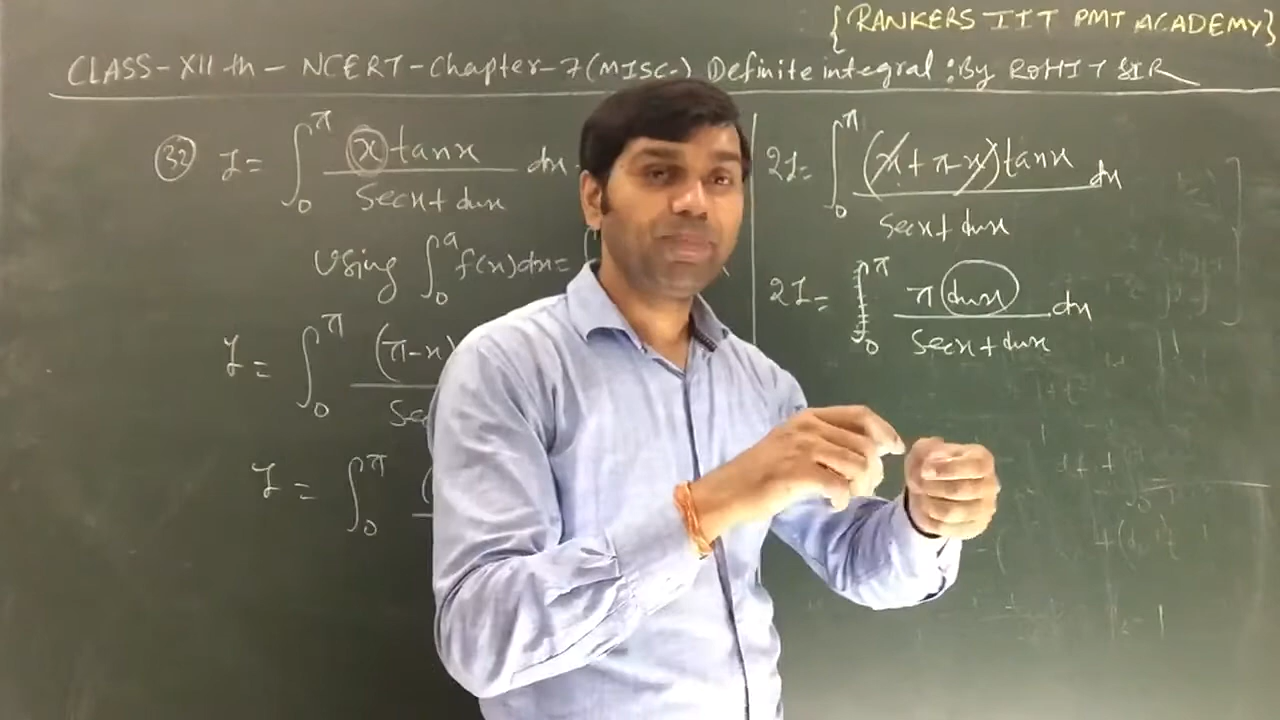 {RANKERS IIT PMT ACADEMY}
CLASS-XII th - NCERT - Chapter-7 (MISC.) Definite integral : By ROHIT SIR
32 I = ∫₀^π x tanx / secx + tanx dx
Using ∫₀^a f(x)dx =
I = ∫₀^π (π-x)
I = ∫₀^π (
2I = ∫₀^π (x + π - x) tanx / secx + tanx dx
2I = ∫₀^π π tanx / secx + tanx dx